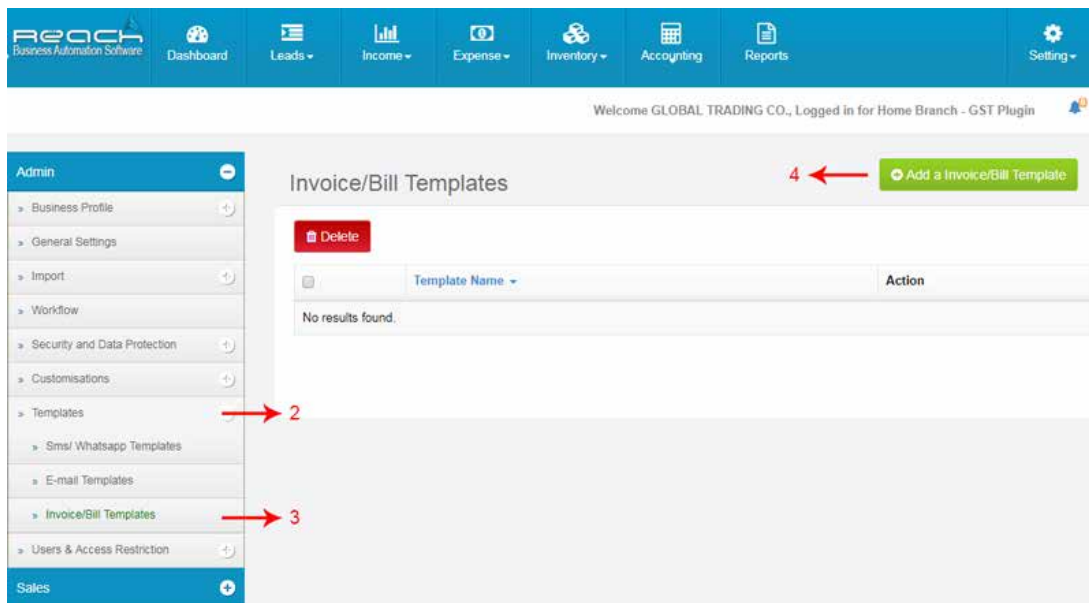 REACH
Business Automation Software
Dashboard
Leads
Income
Expense
Inventory
Accounting
Reports
Setting
Welcome GLOBAL TRADING CO., Logged in for Home Branch - GST Plugin
Admin
» Business Profile
» General Settings
» Import
» Workflow
» Security and Data Protection
» Customisations
» Templates
2
» Sms/ Whatsapp Templates
» E-mail Templates
» Invoice/Bill Templates
3
» Users & Access Restriction
Sales
Invoice/Bill Templates
4
Add a Invoice/Bill Template
Delete
Template Name
Action
No results found.